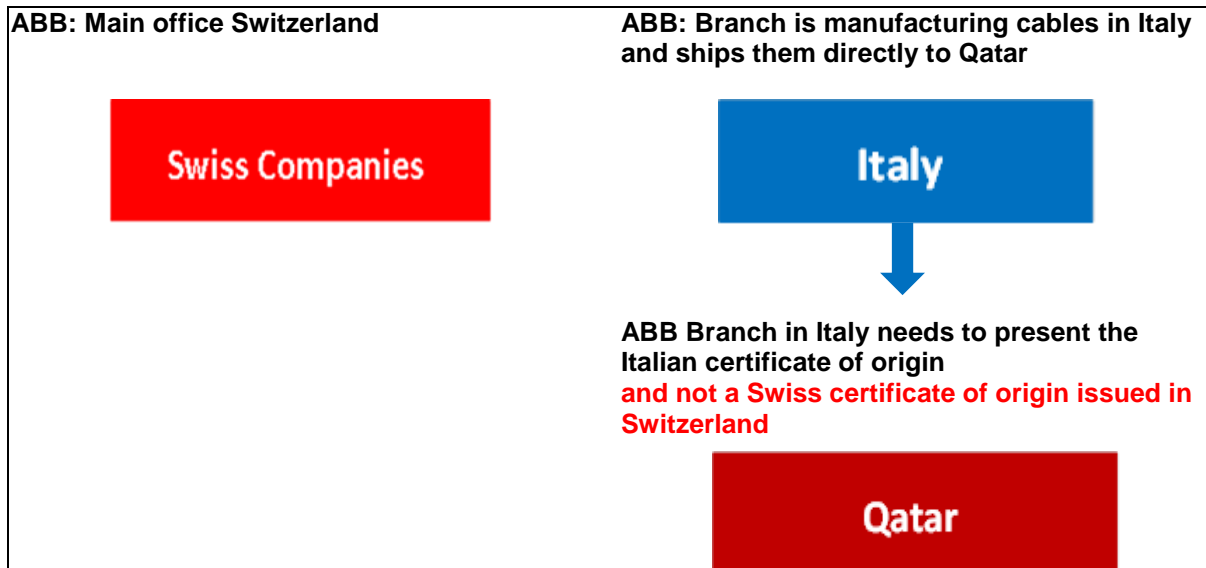 ABB: Main office Switzerland
Swiss Companies
ABB: Branch is manufacturing cables in Italy
and ships them directly to Qatar
Italy
ABB Branch in Italy needs to present the
Italian certificate of origin
and not a Swiss certificate of origin issued in
Switzerland
Qatar